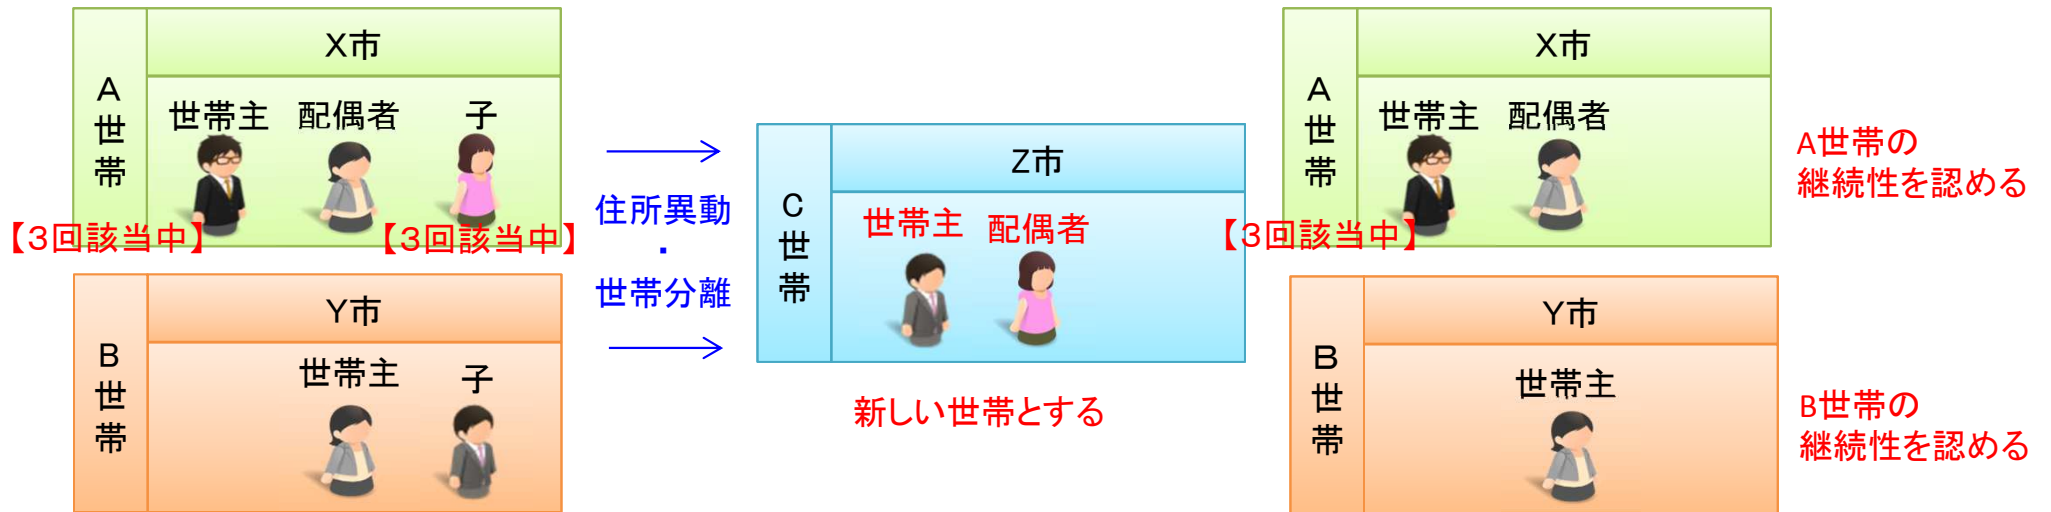 X市
A世帯
世帯主 配偶者 子
【3回該当中】 【3回該当中】
Y市
B世帯
世帯主 子
住所異動
・
世帯分離
Z市
C世帯
世帯主 配偶者
新しい世帯とする
X市
A世帯
世帯主 配偶者
【3回該当中】
A世帯の
継続性を認める
Y市
B世帯
世帯主
B世帯の
継続性を認める